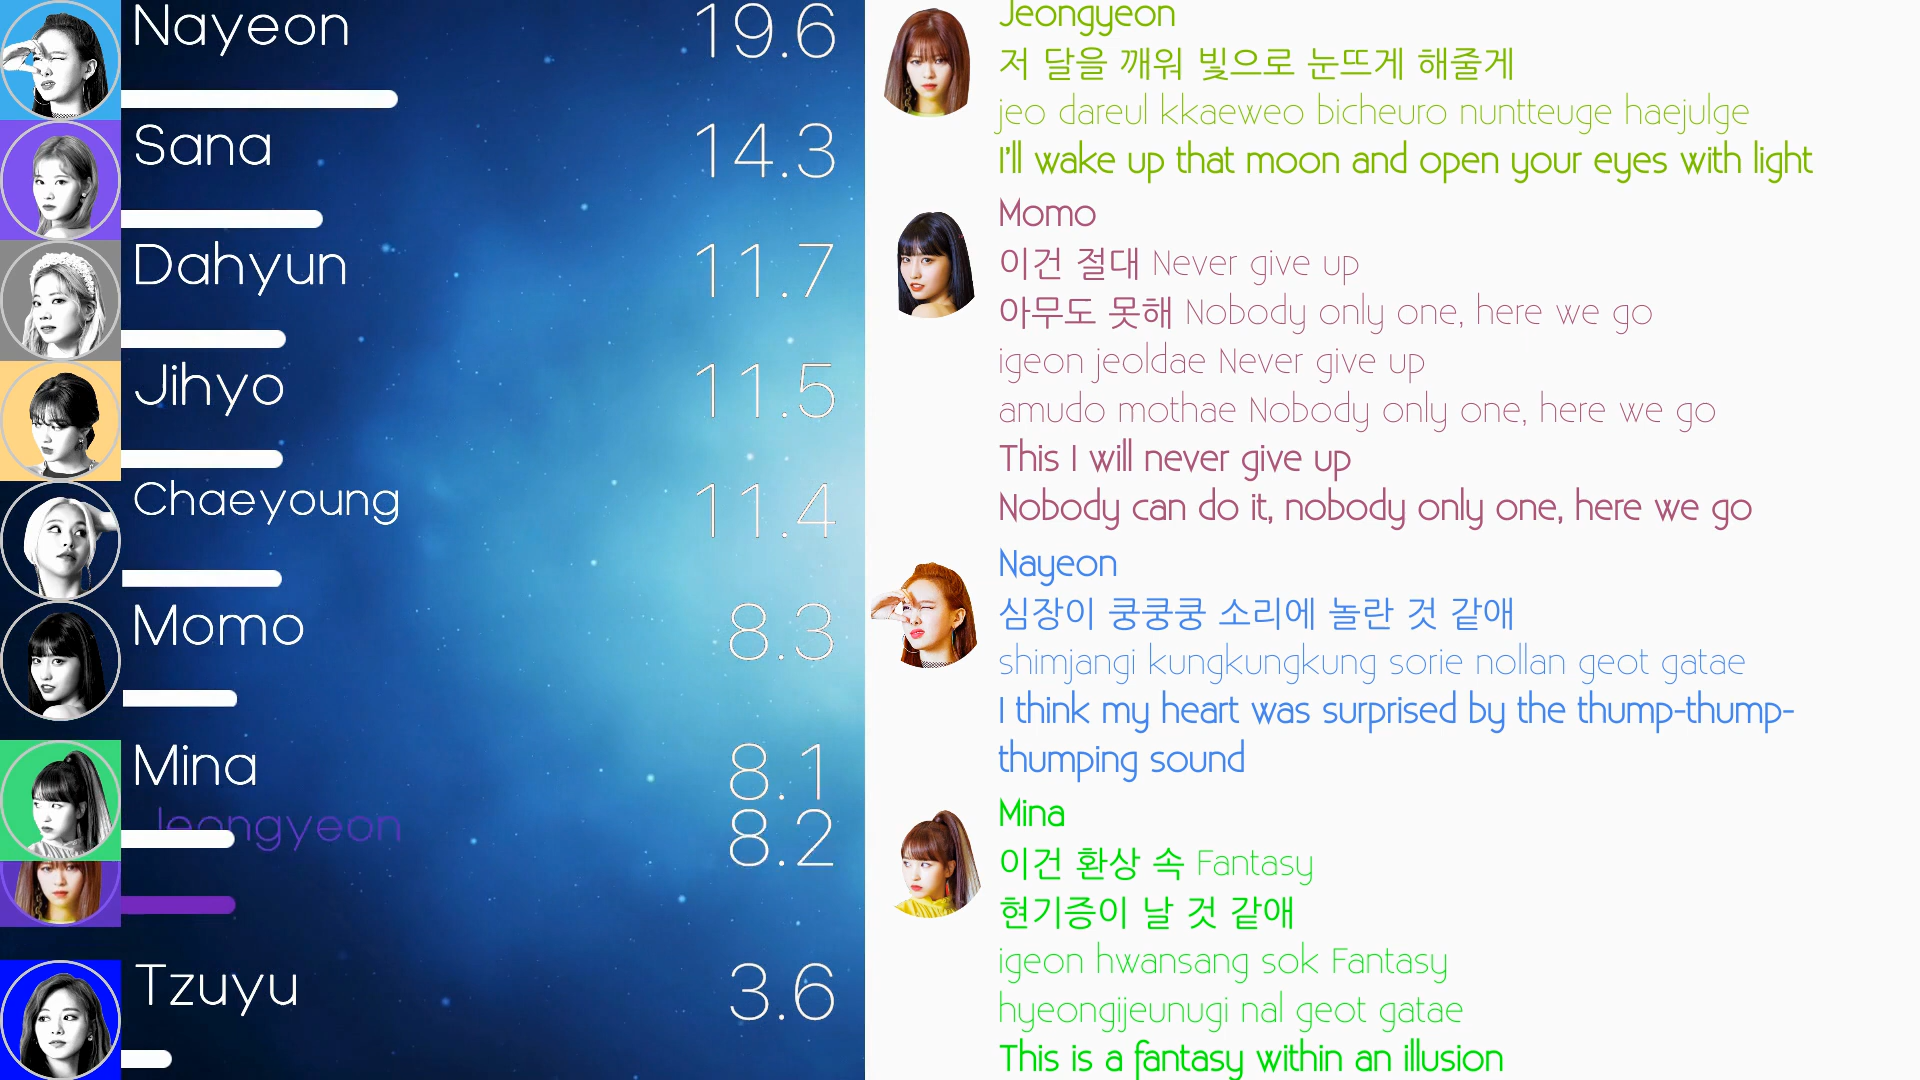 Nayeon
19.6
Sana
14.3
Dahyun
11.7
Jihyo
11.5
Chaeyoung
11.4
Momo
8.3
Mina
8.1
Jeongyeon
8.2
Tzuyu
3.6
Jeongyeon
저 달을 깨워 빛으로 눈뜨게 해줄게
jeo dareul kkaeweo bicheuro nuntteuge haejulge
I'll wake up that moon and open your eyes with light
Momo
이건 절대 Never give up
아무도 못해 Nobody only one, here we go
igeon jeoldae Never give up
amudo mothae Nobody only one, here we go
This I will never give up
Nobody can do it, nobody only one, here we go
Nayeon
심장이 쿵쿵쿵 소리에 놀란 것 같애
shimjangi kungkungkung sorie nollan geot gatae
I think my heart was surprised by the thump-thump-
thumping sound
Mina
이건 환상 속 Fantasy
현기증이 날 것 같애
igeon hwansang sok Fantasy
hyeongijeunugi nal geot gatae
This is a fantasy within an illusion